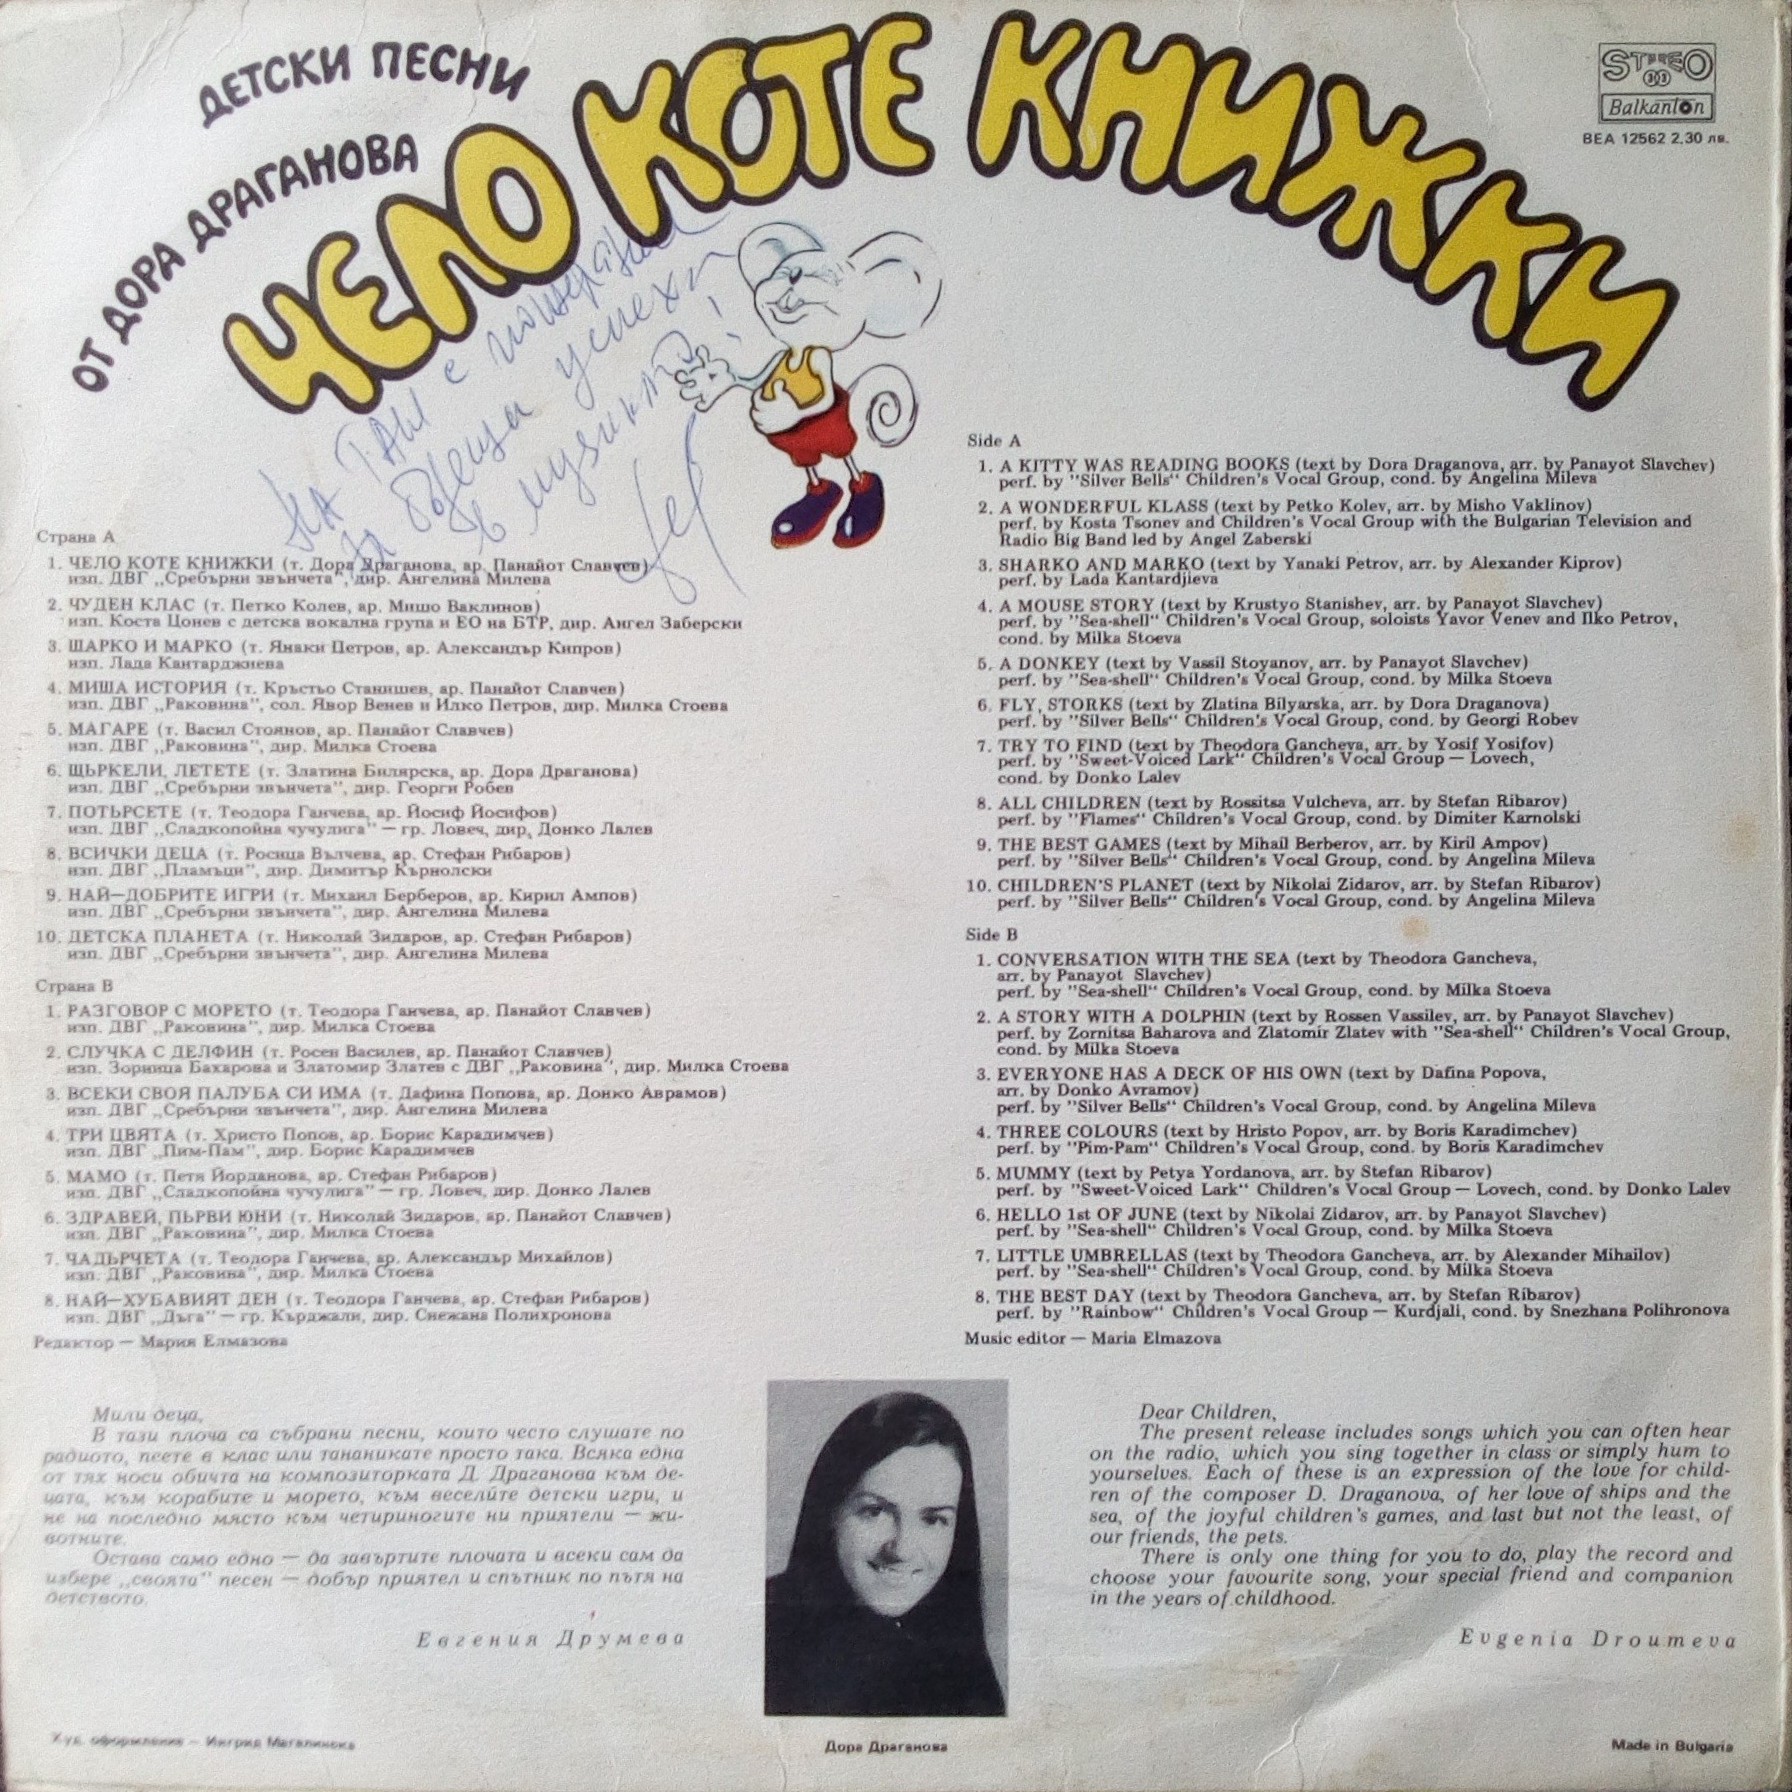 ДЕТСКИ ПЕСНИ
ОТ ДОРА ДРАГАНОВА
ЧЕЛО КОТЕ КНИЖКИ
STEREO
33
Balkanton
ВЕА 12562 2.30 лв.
На ТАИ с
за бъдещи успехи
в музиката!
Страна А
1. ЧЕЛО КОТЕ КНИЖКИ (т. Дора Драганова, ар. Панайот Славчев)
изп. ДВГ „Сребърни звънчета”, дир. Ангелина Милева
2. ЧУДЕН КЛАС (т. Петко Колев, ар. Мишо Ваклинов)
изп. Коста Цонев с детска вокална група и ЕО на БТР, дир. Ангел Заберски
3. ШАРКО И МАРКО (т. Янаки Петров, ар. Александър Кипров)
изп. Лада Кантарджиева
4. МИША ИСТОРИЯ (т. Кръстьо Станишев, ар. Панайот Славчев)
изп. ДВГ „Раковина”, сол. Явор Венев и Илко Петров, дир. Милка Стоева
5. МАГАРЕ (т. Васил Стоянов, ар. Панайот Славчев)
изп. ДВГ „Раковина”, дир. Милка Стоева
6. ЩЪРКЕЛИ, ЛЕТЕТЕ (т. Златина Билярска, ар. Дора Драганова)
изп. ДВГ „Сребърни звънчета”, дир. Георги Робев
7. ПОТЪРСЕТЕ (т. Теодора Ганчева, ар. Йосиф Йосифов)
изп. ДВГ „Сладкопойна чучулига” — гр. Ловеч, дир. Донко Лалев
8. ВСИЧКИ ДЕЦА (т. Росица Вълчева, ар. Стефан Рибаров)
изп. ДВГ „Пламъци”, дир. Димитър Кърнолски
9. НАЙ—ДОБРИТЕ ИГРИ (т. Михаил Берберов, ар. Кирил Ампов)
изп. ДВГ „Сребърни звънчета”, дир. Ангелина Милева
10. ДЕТСКА ПЛАНЕТА (т. Николай Зидаров, ар. Стефан Рибаров)
изп. ДВГ „Сребърни звънчета”, дир. Ангелина Милева
Страна В
1. РАЗГОВОР С МОРЕТО (т. Теодора Ганчева, ар. Панайот Славчев)
изп. ДВГ „Раковина”, дир. Милка Стоева
2. СЛУЧКА С ДЕЛФИН (т. Росен Василев, ар. Панайот Славчев)
изп. Зорница Бахарова и Златомир Златев с ДВГ „Раковина”, дир. Милка Стоева
3. ВСЕКИ СВОЯ ПАЛУБА СИ ИМА (т. Дафина Попова, ар. Донко Аврамов)
изп. ДВГ „Сребърни звънчета”, дир. Ангелина Милева
4. ТРИ ЦВЯТА (т. Христо Попов, ар. Борис Карадимчев)
изп. ДВГ „Пим-Пам”, дир. Борис Карадимчев
5. МАМО (т. Петя Йорданова, ар. Стефан Рибаров)
изп. ДВГ „Сладкопойна чучулига” — гр. Ловеч, дир. Донко Лалев
6. ЗДРАВЕЙ, ПЪРВИ ЮНИ (т. Николай Зидаров, ар. Панайот Славчев)
изп. ДВГ „Раковина”, дир. Милка Стоева
7. ЧАДЪРЧЕТА (т. Теодора Ганчева, ар. Александър Михайлов)
изп. ДВГ „Раковина”, дир. Милка Стоева
8. НАЙ—ХУБАВИЯТ ДЕН (т. Теодора Ганчева, ар. Стефан Рибаров)
изп. ДВГ „Дъга” — гр. Кърджали, дир. Снежана Полихронова
Редактор — Мария Елмазова
Side A
1. A KITTY WAS READING BOOKS (text by Dora Draganova, arr. by Panayot Slavchev)
perf. by ”Silver Bells“ Children's Vocal Group, cond. by Angelina Mileva
2. A WONDERFUL KLASS (text by Petko Kolev, arr. by Misho Vaklinov)
perf. by Kosta Tsonev and Children's Vocal Group with the Bulgarian Television and
Radio Big Band led by Angel Zaberski
3. SHARKO AND MARKO (text by Yanaki Petrov, arr. by Alexander Kiprov)
perf. by Lada Kantardjieva
4. A MOUSE STORY (text by Krustyo Stanishev, arr. by Panayot Slavchev)
perf. by ”Sea-shell“ Children's Vocal Group, soloists Yavor Venev and Ilko Petrov,
cond. by Milka Stoeva
5. A DONKEY (text by Vassil Stoyanov, arr. by Panayot Slavchev)
perf. by ”Sea-shell“ Children's Vocal Group, cond. by Milka Stoeva
6. FLY, STORKS (text by Zlatina Bilyarska, arr. by Dora Draganova)
perf. by ”Silver Bells“ Children's Vocal Group, cond. by Georgi Robev
7. TRY TO FIND (text by Theodora Gancheva, arr. by Yosif Yosifov)
perf. by ”Sweet-Voiced Lark“ Children's Vocal Group — Lovech,
cond. by Donko Lalev
8. ALL CHILDREN (text by Rossitsa Vulcheva, arr. by Stefan Ribarov)
perf. by ”Flames“ Children's Vocal Group, cond. by Dimiter Karnolski
9. THE BEST GAMES (text by Mihail Berberov, arr. by Kiril Ampov)
perf. by ”Silver Bells“ Children's Vocal Group, cond. by Angelina Mileva
10. CHILDREN'S PLANET (text by Nikolai Zidarov, arr. by Stefan Ribarov)
perf. by ”Silver Bells“ Children's Vocal Group, cond. by Angelina Mileva
Side B
1. CONVERSATION WITH THE SEA (text by Theodora Gancheva,
arr. by Panayot Slavchev)
perf. by ”Sea-shell“ Children's Vocal Group, cond. by Milka Stoeva
2. A STORY WITH A DOLPHIN (text by Rossen Vassilev, arr. by Panayot Slavchev)
perf. by Zornitsa Baharova and Zlatomir Zlatev with ”Sea-shell“ Children's Vocal Group,
cond. by Milka Stoeva
3. EVERYONE HAS A DECK OF HIS OWN (text by Dafina Popova,
arr. by Donko Avramov)
perf. by ”Silver Bells“ Children's Vocal Group, cond. by Angelina Mileva
4. THREE COLOURS (text by Hristo Popov, arr. by Boris Karadimchev)
perf. by ”Pim-Pam“ Children's Vocal Group, cond. by Boris Karadimchev
5. MUMMY (text by Petya Yordanova, arr. by Stefan Ribarov)
perf. by ”Sweet-Voiced Lark“ Children's Vocal Group — Lovech, cond. by Donko Lalev
6. HELLO 1st OF JUNE (text by Nikolai Zidarov, arr. by Panayot Slavchev)
perf. by ”Sea-shell“ Children's Vocal Group, cond. by Milka Stoeva
7. LITTLE UMBRELLAS (text by Theodora Gancheva, arr. by Alexander Mihailov)
perf. by ”Sea-shell“ Children's Vocal Group, cond. by Milka Stoeva
8. THE BEST DAY (text by Theodora Gancheva, arr. by Stefan Ribarov)
perf. by ”Rainbow“ Children's Vocal Group — Kurdjali, cond. by Snezhana Polihronova
Music editor — Maria Elmazova
Мили деца,
В тази плоча са събрани песни, които често слушате по
радиото, пеете в клас или тананикате просто така. Всяка една
от тях носи обичта на композиторката Д. Драганова към де-
цата, към корабите и морето, към веселите детски игри, и
не на последно място към четириногите ни приятели — жи-
вотните.
Остава само едно — да завъртите плочата и всеки сам да
избере „своята” песен — добър приятел и спътник по пътя на
детството.
Евгения Друмева
Dear Children,
The present release includes songs which you can often hear
on the radio, which you sing together in class or simply hum to
yourselves. Each of these is an expression of the love for child-
ren of the composer D. Draganova, of her love of ships and the
sea, of the joyful children's games, and last but not the least, of
our friends, the pets.
There is only one thing for you to do, play the record and
choose your favourite song, your special friend and companion
in the years of childhood.
Evgenia Droumeva
Худ. оформление — Ингрид Магалинска
Дора Драганова
Made in Bulgaria